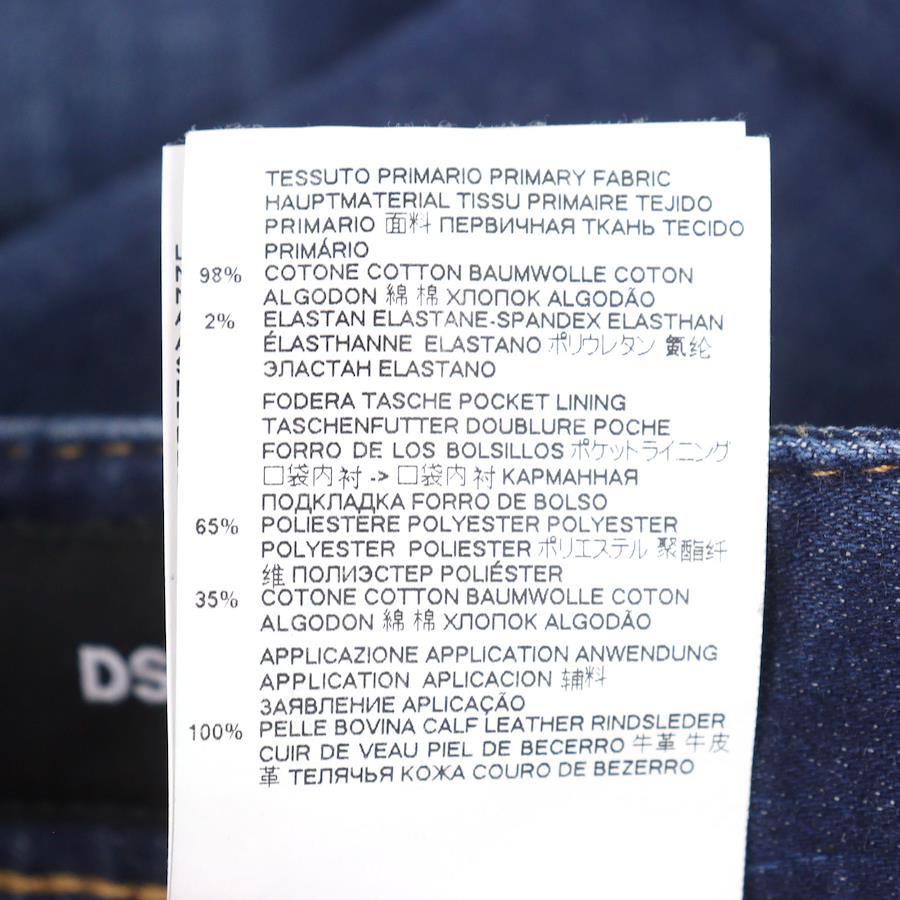 TESSUTO PRIMARIO PRIMARY FABRIC
HAUPTMATERIAL TISSU PRIMAIRE TEJIDO
PRIMARIO 面料 ПЕРВИЧНАЯ ТКАНЬ TECIDO
PRIMÁRIO
98% COTONE COTTON BAUMWOLLE COTON
ALGODON 綿 棉 ХЛОПОК ALGODÃO
2% ELASTAN ELASTANE-SPANDEX ELASTHAN
ÉLASTHANNE ELASTANO ポリウレタン 氨纶
ЭЛАСТАН ELASTANO
FODERA TASCHE POCKET LINING
TASCHENFUTTER DOUBLURE POCHE
FORRO DE LOS BOLSILLOS ポケットライニング
口袋内衬 -> 口袋内衬 КАРМАННАЯ
ПОДКЛАДКА FORRO DE BOLSO
65% POLIESTERE POLYESTER POLYESTER
POLYESTER POLIESTER ポリエステル 聚酯纤
维 ПОЛИЭСТЕР POLIÉSTER
35% COTONE COTTON BAUMWOLLE COTON
ALGODON 綿 棉 ХЛОПОК ALGODÃO
APPLICAZIONE APPLICATION ANWENDUNG
APPLICATION APLICACION 辅料
ЗАЯВЛЕНИЕ APLICAÇÃO
100% PELLE BOVINA CALF LEATHER RINDSLEDER
CUIR DE VEAU PIEL DE BECERRO 牛革 牛皮
革 ТЕЛЯЧЬЯ КОЖА COURO DE BEZERRO
DS